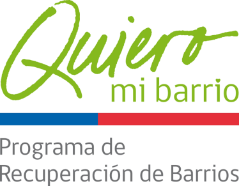 Quiero
mi barrio
Programa de
Recuperación de Barrios